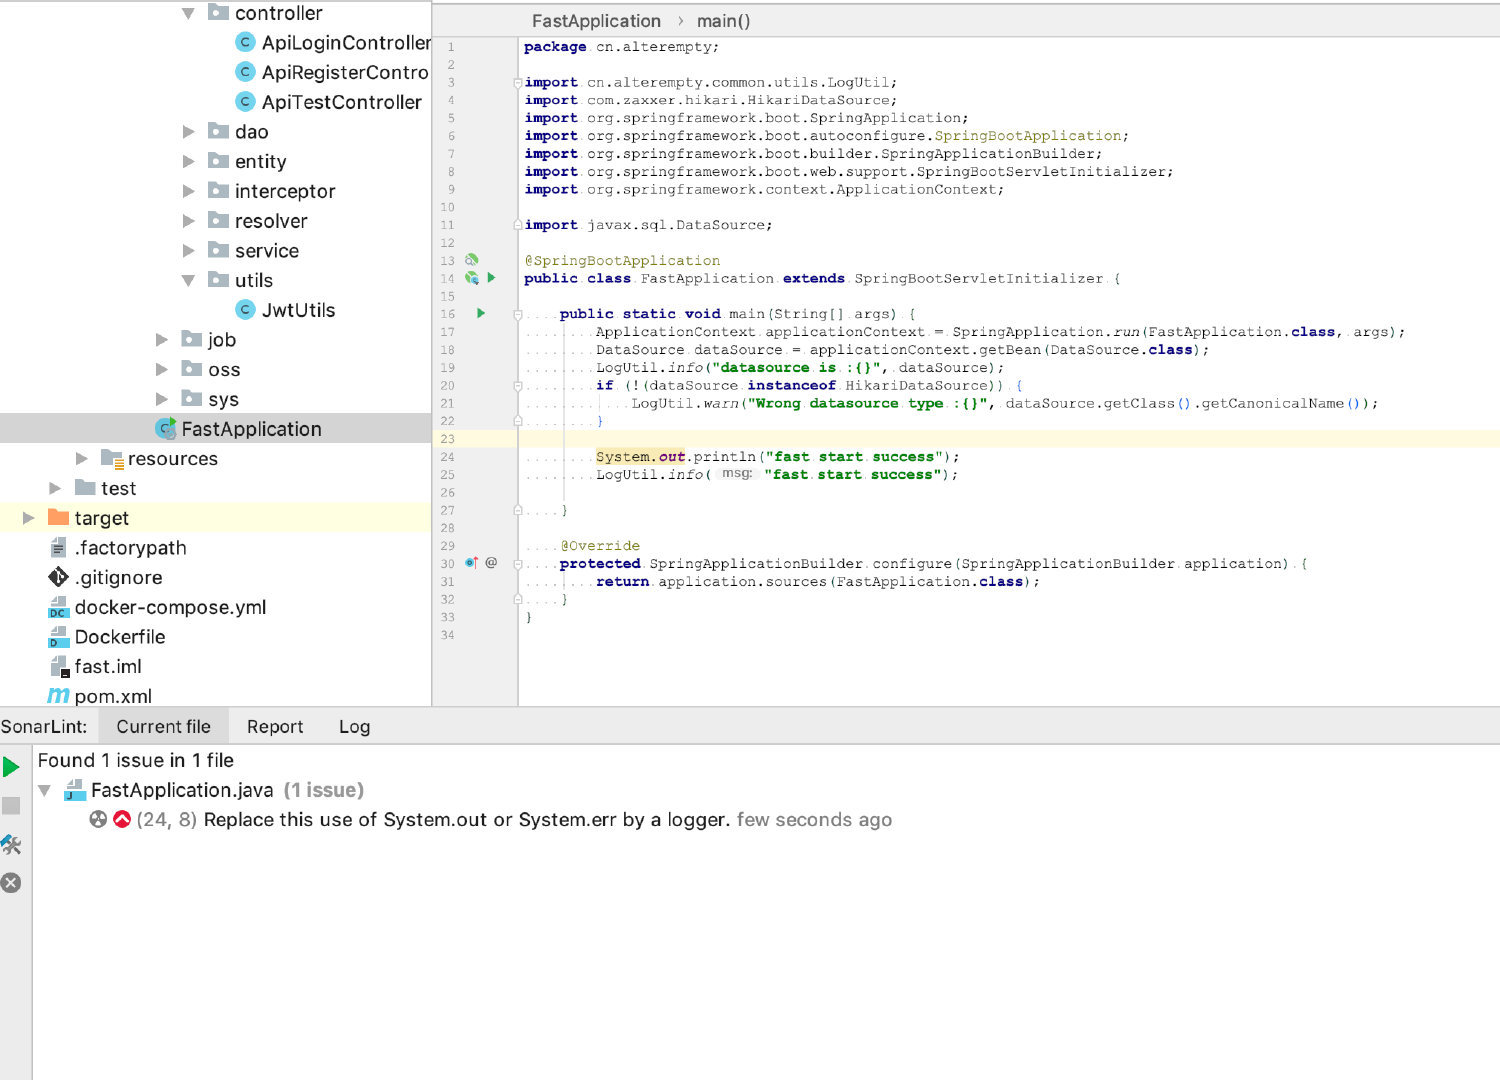 controller
ApiLoginController
ApiRegisterContro
ApiTestController
dao
entity
interceptor
resolver
service
utils
JwtUtils
job
oss
sys
FastApplication
resources
test
target
.factorypath
.gitignore
docker-compose.yml
Dockerfile
fast.iml
pom.xml
FastApplication › main()
1 package cn.alterempty;
2
3 import cn.alterempty.common.utils.LogUtil;
4 import com.zaxxer.hikari.HikariDataSource;
5 import org.springframework.boot.SpringApplication;
6 import org.springframework.boot.autoconfigure.SpringBootApplication;
7 import org.springframework.boot.builder.SpringApplicationBuilder;
8 import org.springframework.boot.web.support.SpringBootServletInitializer;
9 import org.springframework.context.ApplicationContext;
10
11 import javax.sql.DataSource;
12
13 @SpringBootApplication
14 public class FastApplication extends SpringBootServletInitializer {
15
16 public static void main(String[] args) {
17 ApplicationContext applicationContext = SpringApplication.run(FastApplication.class, args);
18 DataSource dataSource = applicationContext.getBean(DataSource.class);
19 LogUtil.info("datasource is :{}", dataSource);
20 if (!(dataSource instanceof HikariDataSource)) {
21 LogUtil.warn("Wrong datasource type :{}", dataSource.getClass().getCanonicalName());
22 }
23
24 System.out.println("fast start success");
25 LogUtil.info( msg: "fast start success");
26
27 }
28
29 @Override
30 @ protected SpringApplicationBuilder configure(SpringApplicationBuilder application) {
31 return application.sources(FastApplication.class);
32 }
33 }
34
SonarLint: Current file Report Log
Found 1 issue in 1 file
FastApplication.java (1 issue)
(24, 8) Replace this use of System.out or System.err by a logger. few seconds ago